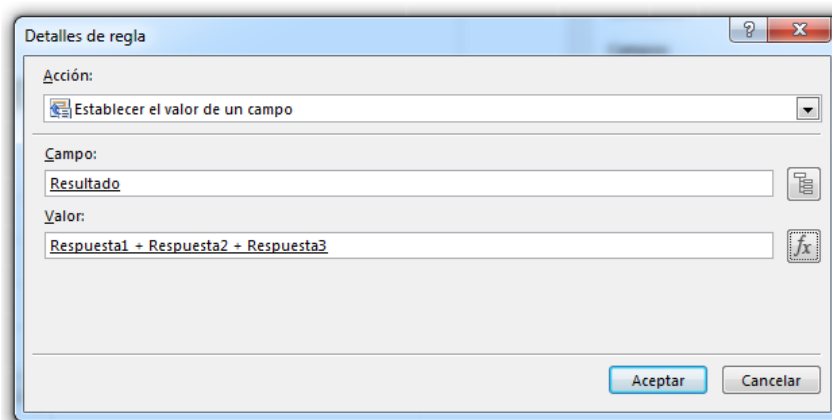 Detalles de regla
?
Acción:
Establecer el valor de un campo
Campo:
Resultado
Valor:
Respuesta1 + Respuesta2 + Respuesta3
fx
Aceptar
Cancelar